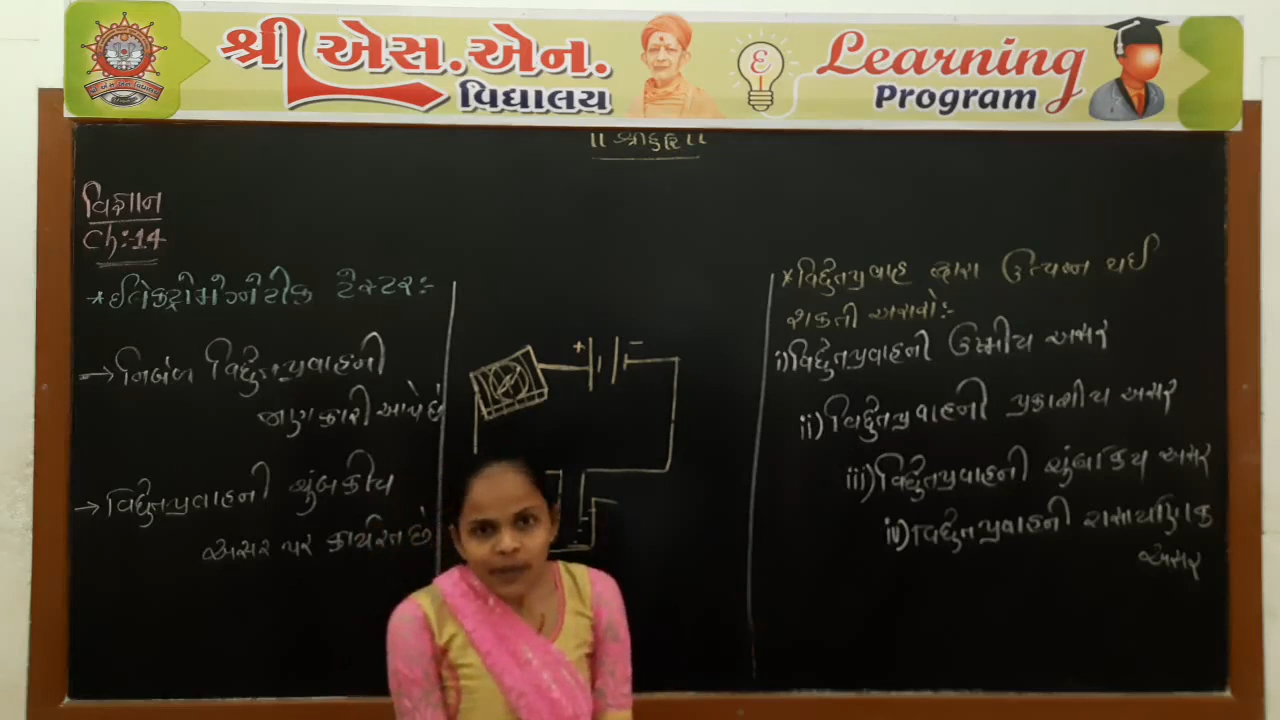 શ્રી એસ.એન.
વિદ્યાલય
e Learning
Program
॥ શ્રીહરિ ॥
વિજ્ઞાન
Ch:-14
* ઈલેક્ટ્રોમેગ્નેટીક ટેસ્ટર:-
→ નિર્બળ વિદ્યુતપ્રવાહની
જાણકારી આપે છે
→ વિદ્યુતપ્રવાહની ચુંબકીય
અસર પર કાર્યરત છે
+ -
* વિદ્યુતપ્રવાહ દ્વારા ઉત્પન્ન થઈ
શકતી અસરો:-
i) વિદ્યુતપ્રવાહની ઉષ્મીય અસર
ii) વિદ્યુતપ્રવાહની પ્રકાશીય અસર
iii) વિદ્યુતપ્રવાહની ચુંબકિય અસર
iv) વિદ્યુતપ્રવાહની રાસાયણિક
અસર